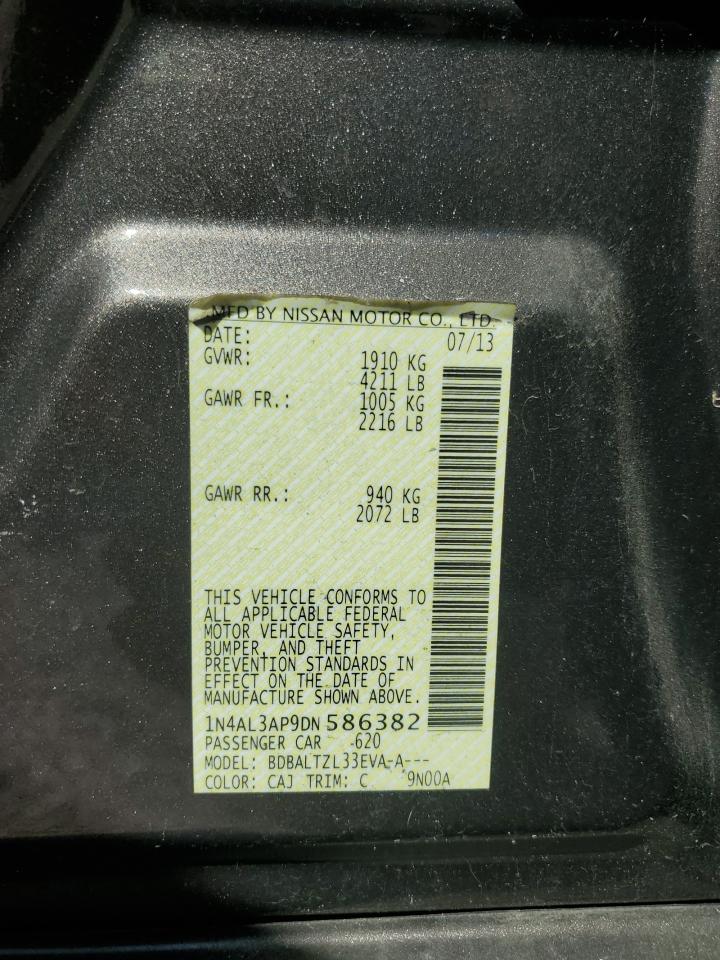 MFD BY NISSAN MOTOR CO., LTD.
DATE: 07/13
GVWR: 1910 KG
4211 LB
GAWR FR.: 1005 KG
2216 LB
GAWR RR.: 940 KG
2072 LB
THIS VEHICLE CONFORMS TO
ALL APPLICABLE FEDERAL
MOTOR VEHICLE SAFETY,
BUMPER, AND THEFT
PREVENTION STANDARDS IN
EFFECT ON THE DATE OF
MANUFACTURE SHOWN ABOVE.
1N4AL3AP9DN586382
PASSENGER CAR -620
MODEL: BDBALTZL33EVA-A---
COLOR: CAJ TRIM: C 9N00A